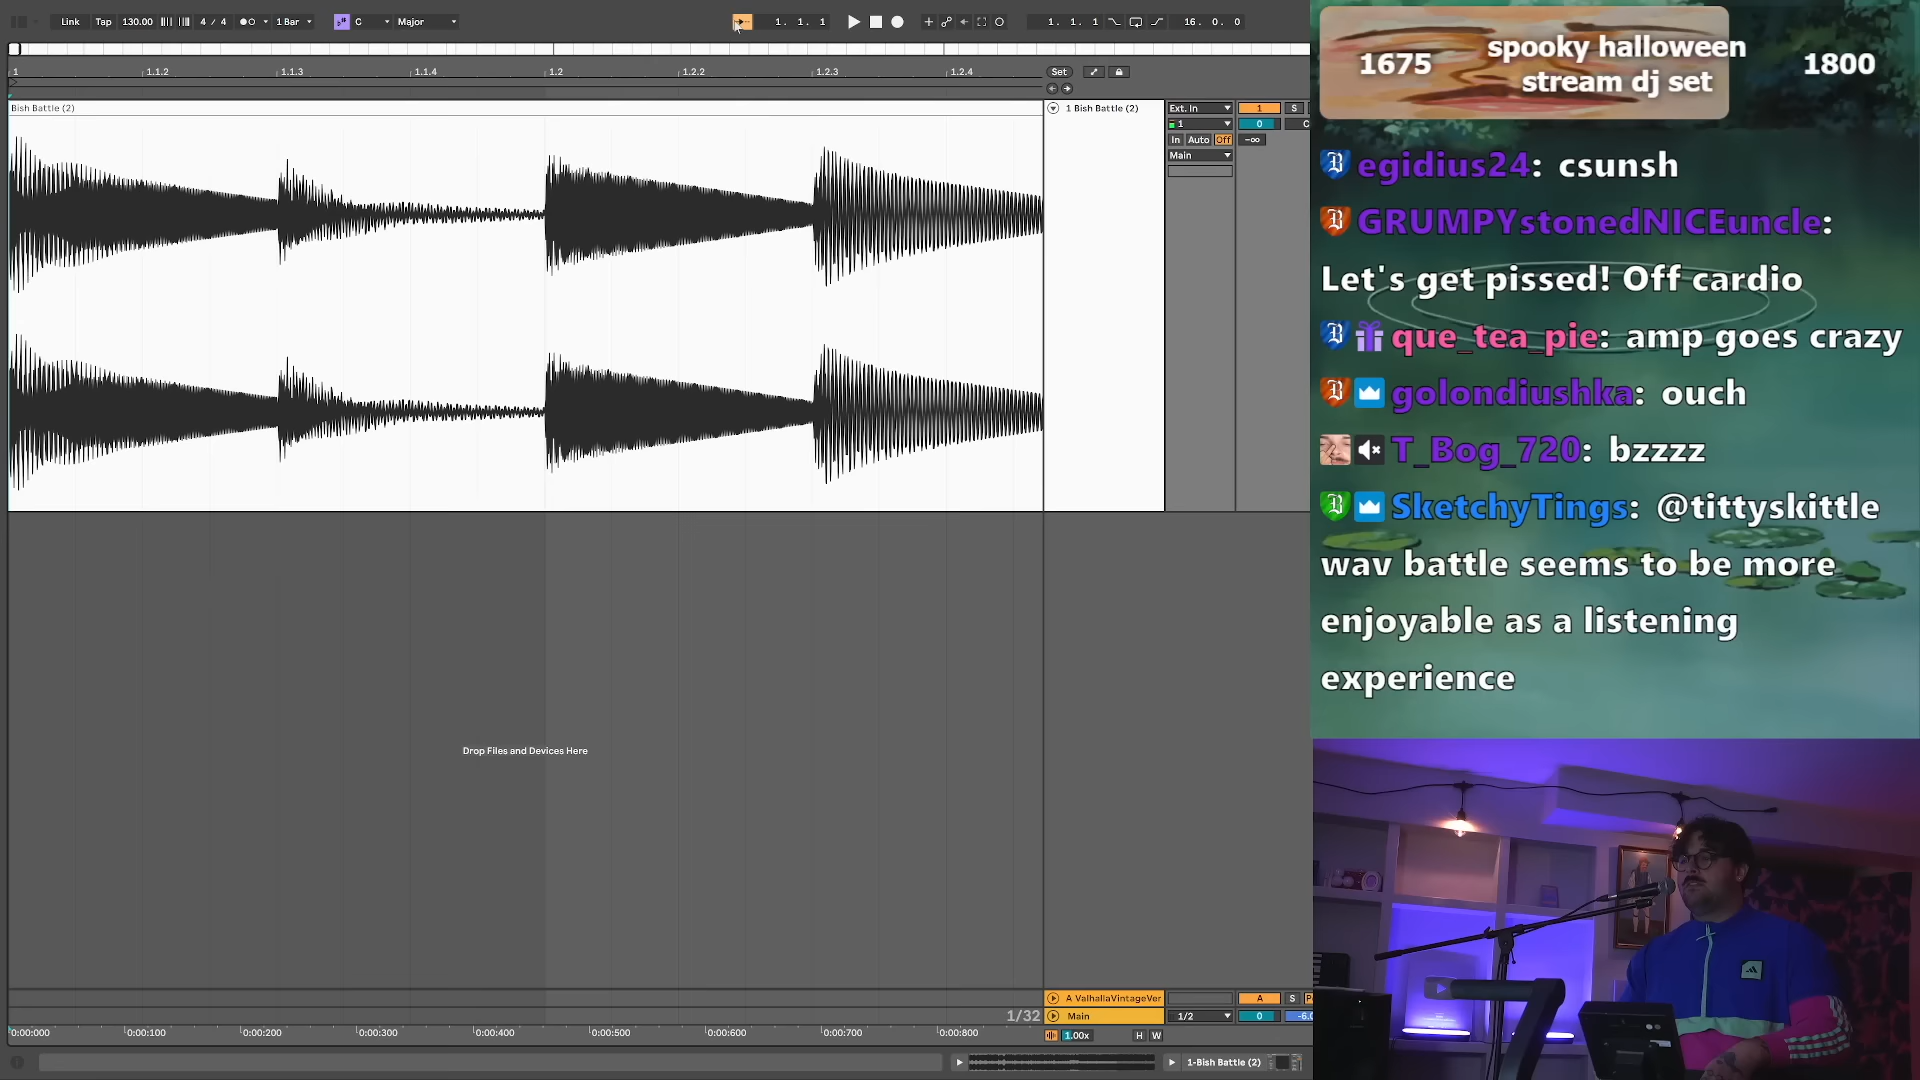 Link Tap 130.00 4 / 4 1 Bar C Major 1. 1. 1 1. 1. 1 16. 0. 0
1 1.1.2 1.1.3 1.1.4 1.2 1.2.2 1.2.3 1.2.4 Set
Bish Battle (2) 1 Bish Battle (2) Ext. In 1 S
1 0 C
In Auto Off -∞
Main
Drop Files and Devices Here
A ValhallaVintageVer A S
1/32 Main 1/2 0 -6.0
0:00:000 0:00:100 0:00:200 0:00:300 0:00:400 0:00:500 0:00:600 0:00:700 0:00:800 1.00x H W
1-Bish Battle (2)
1675 spooky halloween stream dj set 1800
egidius24: csunsh
GRUMPYstonedNICEuncle:
Let's get pissed! Off cardio
que_tea_pie: amp goes crazy
golondiushka: ouch
T_Bog_720: bzzzz
SketchyTings: @tittyskittle
wav battle seems to be more
enjoyable as a listening
experience